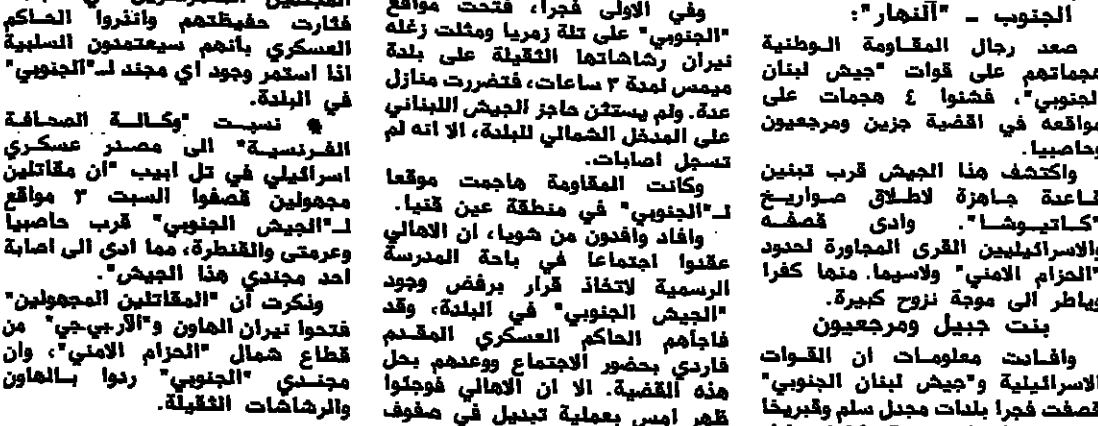 الجنوب – "النهار":
صعد رجال المقاومة الوطنية
هجماتهم على قوات "جيش لبنان
الجنوبي"، فشنوا ٤ هجمات على
مواقعه في اقضية جزين ومرجعيون
وحاصبيا.
واكتشف هذا الجيش قرب تبنين
قاعدة جاهزة لاطلاق صواريخ
"كاتيوشا". وادى قصفه
والاسرائيليين القرى المجاورة لحدود
"الحزام الامني" ولاسيما. منها كفرا
وياطر الى موجة نزوح كبيرة.
بنت جبيل ومرجعيون
وافادت معلومات ان القوات
الاسرائيلية و"جيش لبنان الجنوبي"
قصفت فجرا بلدات مجدل سلم وقبريخا
وفي الاولى فجرا، فتحت مواقع
"الجنوبي" على تلة زمريا ومثلت زغله
نيران رشاشاتها الثقيلة على بلدة
ميمس لمدة ٣ ساعات، فتضررت منازل
عدة. ولم يستثن حاجز الجيش اللبناني
على المدخل الشمالي للبلدة، الا انه لم
تسجل اصابات.
وكانت المقاومة هاجمت موقعا
لـ"الجنوبي" في منطقة عين قنيا.
وافاد وافدون من شويا، ان الاهالي
عقدوا اجتماعا في باحة المدرسة
الرسمية لاتخاذ قرار برفض وجود
"الجيش الجنوبي" في البلدة، وقد
فاجأهم الحاكم العسكري المقدم
فاردي بحضور الاجتماع ووعدهم بحل
هذه القضية. الا ان الاهالي فوجئوا
ظهر امس بعملية تبديل في صفوف
فثارت حفيظتهم وانذروا الحاكم
العسكري بأنهم سيعتمدون السلبية
اذا استمر وجود اي مجند لـ"الجنوبي"
في البلدة.
● نسبت "وكالة الصحافة
الفرنسية" الى مصدر عسكري
اسرائيلي في تل ابيب "ان مقاتلين
مجهولين قصفوا السبت ٣ مواقع
لـ"الجيش الجنوبي" قرب حاصبيا
وعرمتى والقنطرة، مما ادى الى اصابة
احد مجندي هذا الجيش".
وذكرت ان "المقاتلين المجهولين"
فتحوا نيران الهاون و"الآر.بي.جي" من
قطاع شمال "الحزام الامني"، وان
مجندي "الجنوبي" ردوا بالهاون
والرشاشات الثقيلة.